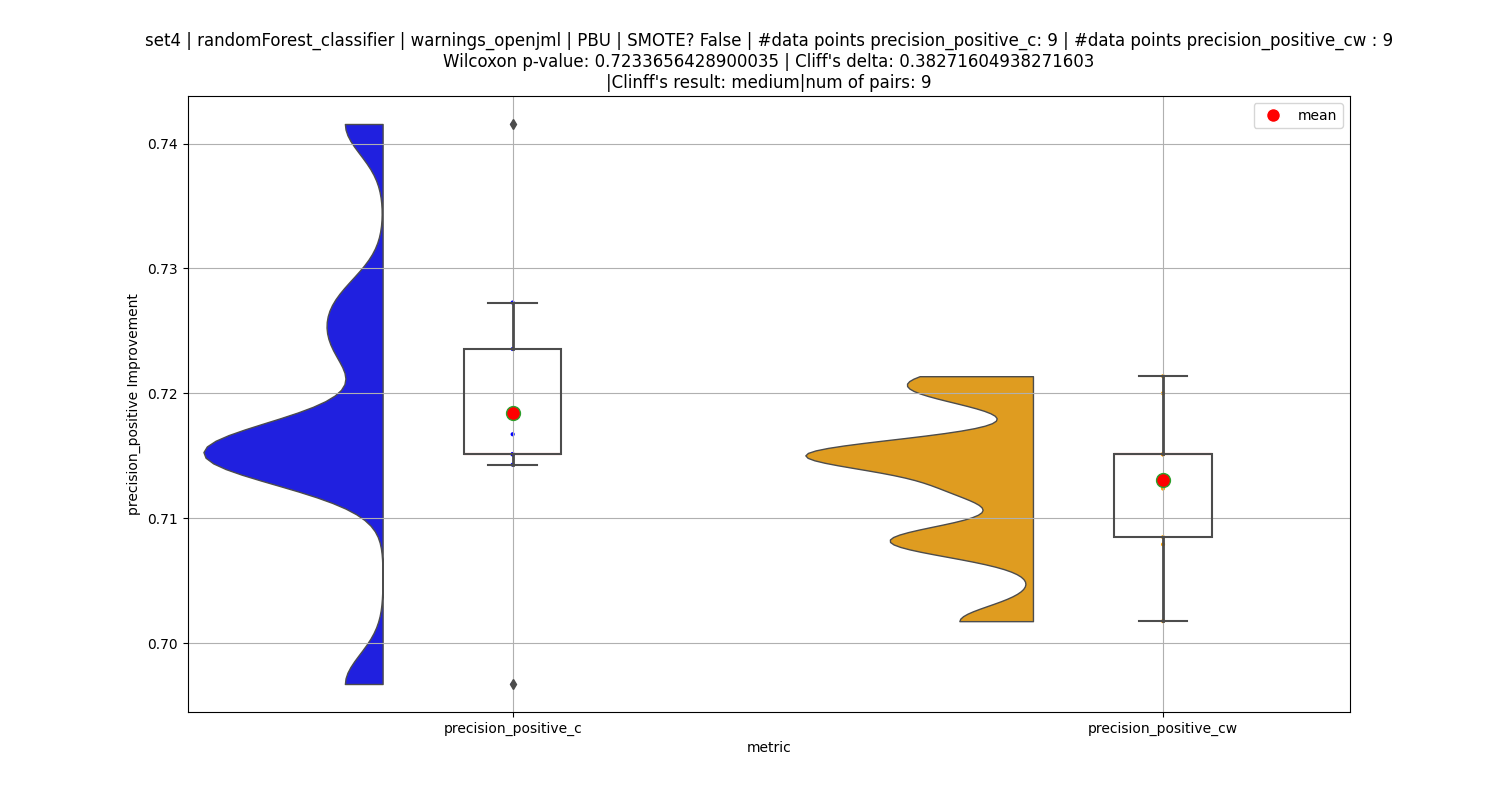 set4 | randomForest_classifier | warnings_openjml | PBU | SMOTE? False | #data points precision_positive_c: 9 | #data points precision_positive_cw : 9
Wilcoxon p-value: 0.7233656428900035 | Cliff's delta: 0.38271604938271603
|Clinff's result: medium|num of pairs: 9
mean
0.74
0.73
0.72
0.71
0.70
precision_positive Improvement
precision_positive_c
precision_positive_cw
metric